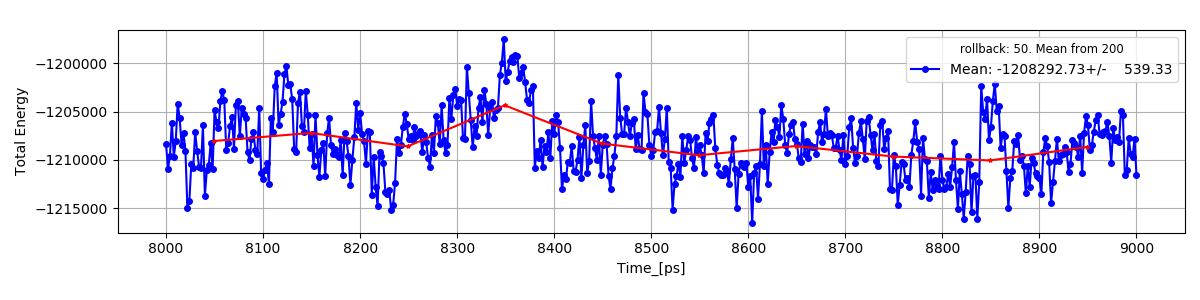 rollback: 50. Mean from 200
Mean: -1208292.73+/- 539.33
Total Energy
−1200000
−1205000
−1210000
−1215000
8000 8100 8200 8300 8400 8500 8600 8700 8800 8900 9000
Time_[ps]